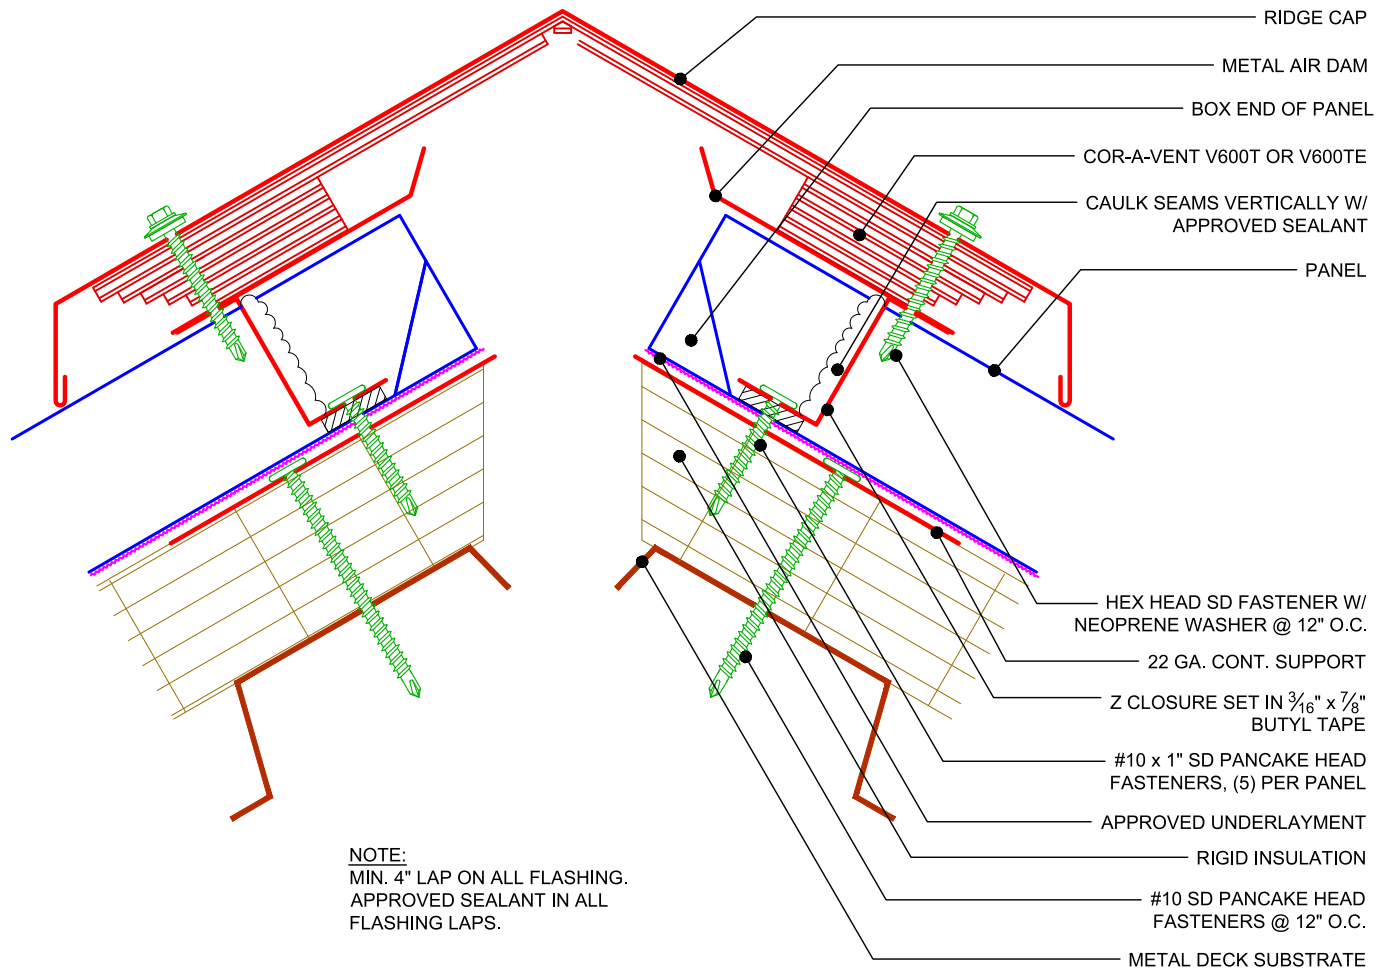 RIDGE CAP
METAL AIR DAM
BOX END OF PANEL
COR-A-VENT V600T OR V600TE
CAULK SEAMS VERTICALLY W/
APPROVED SEALANT
PANEL
HEX HEAD SD FASTENER W/
NEOPRENE WASHER @ 12" O.C.
22 GA. CONT. SUPPORT
Z CLOSURE SET IN 3/16" x 7/8"
BUTYL TAPE
#10 x 1" SD PANCAKE HEAD
FASTENERS, (5) PER PANEL
APPROVED UNDERLAYMENT
RIGID INSULATION
#10 SD PANCAKE HEAD
FASTENERS @ 12" O.C.
METAL DECK SUBSTRATE
NOTE:
MIN. 4" LAP ON ALL FLASHING.
APPROVED SEALANT IN ALL
FLASHING LAPS.